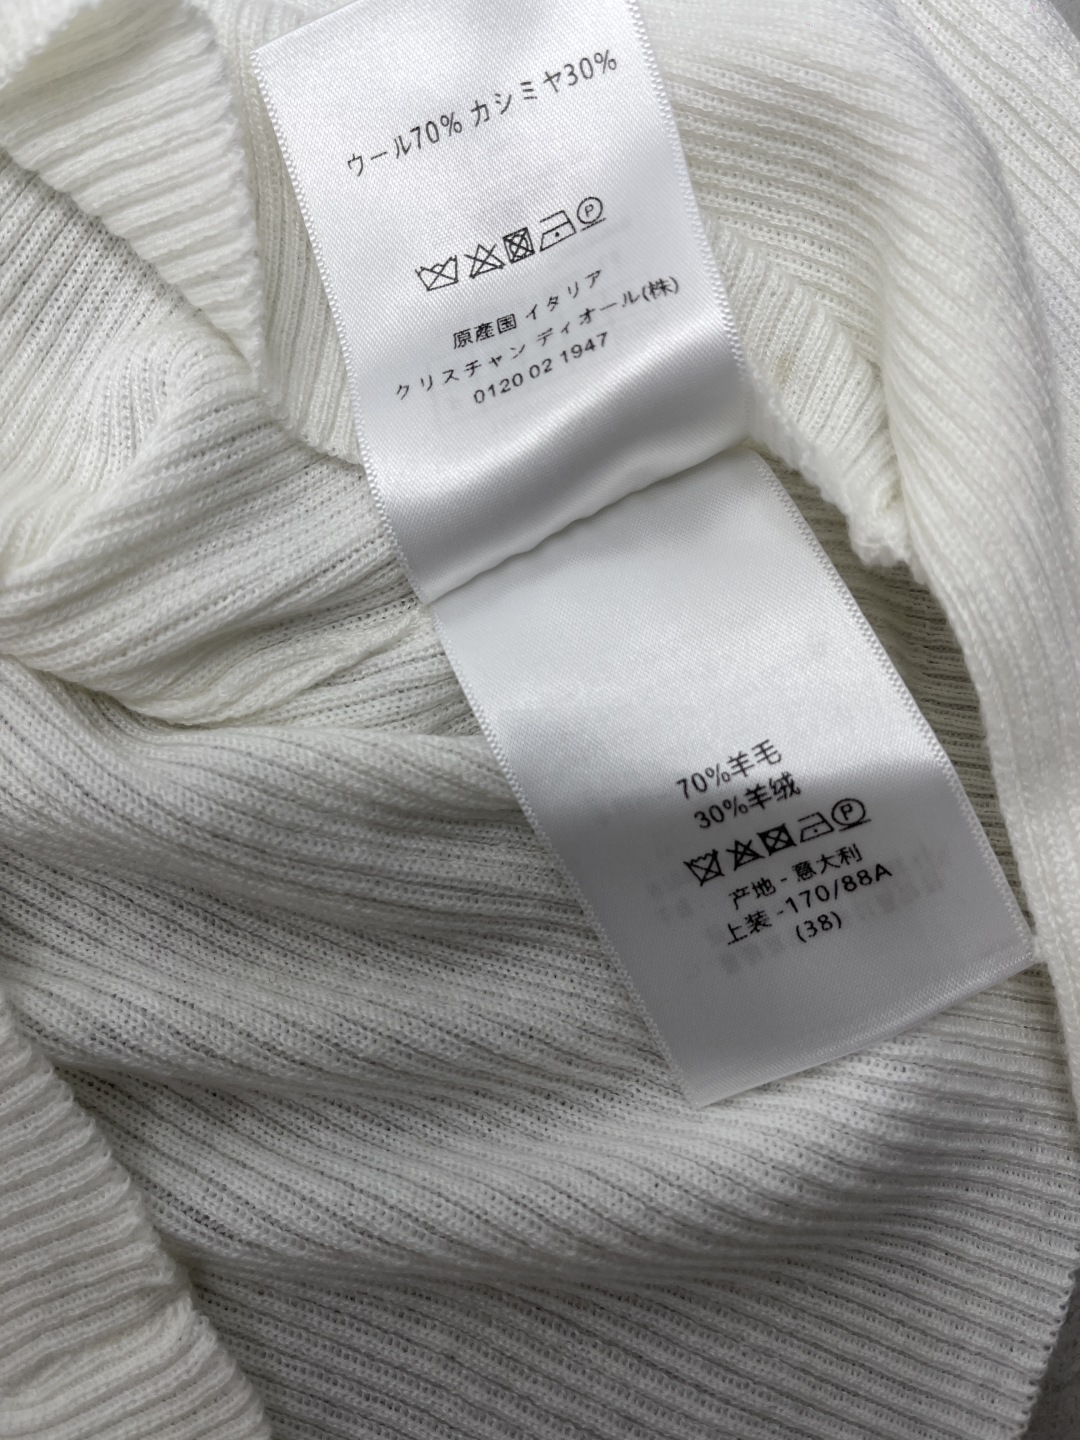 ウール70% カシミヤ30%
P
原産国 イタリア
クリスチャン ディオール(株)
0120 02 1947
70%羊毛
30%羊绒
P
产地 - 意大利
上装 -170/88A
(38)